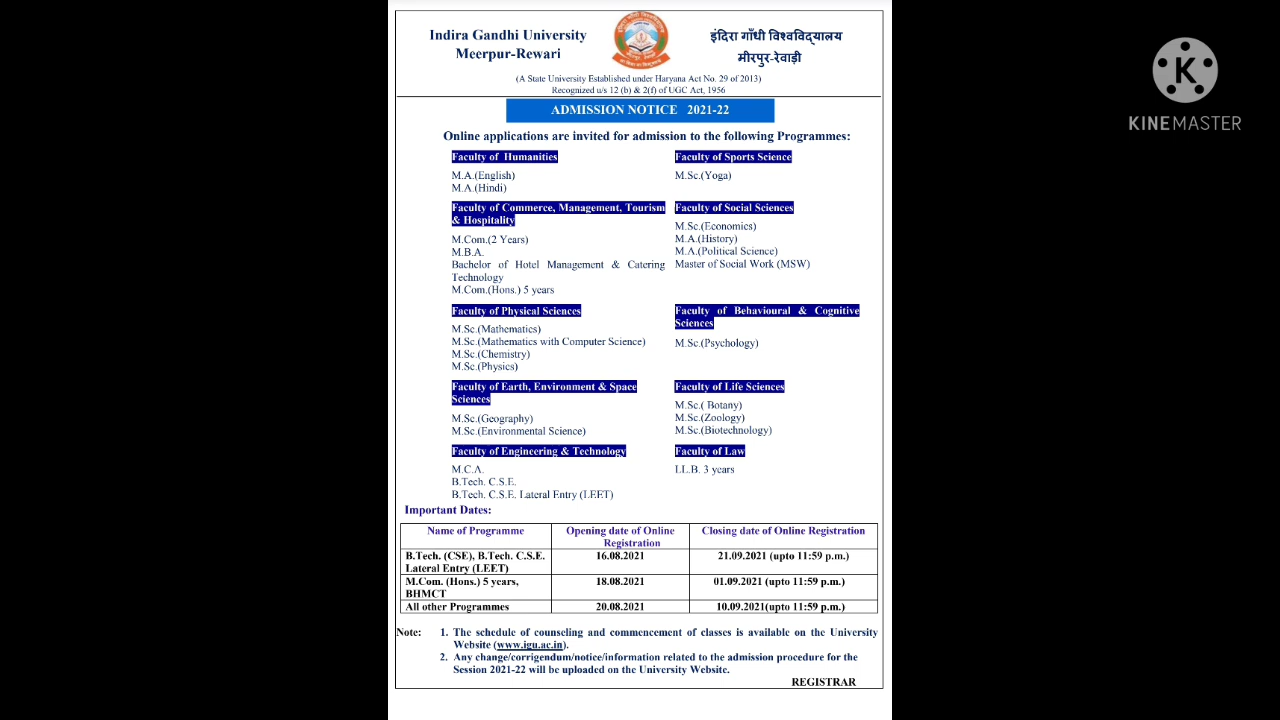 Indira Gandhi University
Meerpur-Rewari
इंदिरा गाँधी विश्वविद्यालय
मीरपुर-रेवाड़ी
(A State University Established under Haryana Act No. 29 of 2013)
Recognized u/s 12 (b) & 2(f) of UGC Act, 1956
ADMISSION NOTICE 2021-22
Online applications are invited for admission to the following Programmes:
Faculty of Humanities
M.A.(English)
M.A.(Hindi)
Faculty of Sports Science
M.Sc.(Yoga)
Faculty of Commerce, Management, Tourism
& Hospitality
M.Com.(2 Years)
M.B.A.
Bachelor of Hotel Management & Catering
Technology
M.Com.(Hons.) 5 years
Faculty of Social Sciences
M.Sc.(Economics)
M.A.(History)
M.A.(Political Science)
Master of Social Work (MSW)
Faculty of Physical Sciences
M.Sc.(Mathematics)
M.Sc.(Mathematics with Computer Science)
M.Sc.(Chemistry)
M.Sc.(Physics)
Faculty of Behavioural & Cognitive
Sciences
M.Sc.(Psychology)
Faculty of Earth, Environment & Space
Sciences
M.Sc.(Geography)
M.Sc.(Environmental Science)
Faculty of Life Sciences
M.Sc.( Botany)
M.Sc.(Zoology)
M.Sc.(Biotechnology)
Faculty of Engineering & Technology
M.C.A.
B.Tech. C.S.E.
B.Tech. C.S.E. Lateral Entry (LEET)
Faculty of Law
LL.B. 3 years
Important Dates:
Name of Programme Opening date of Online Closing date of Online Registration
Registration
B.Tech. (CSE), B.Tech. C.S.E. 16.08.2021 21.09.2021 (upto 11:59 p.m.)
Lateral Entry (LEET)
M.Com. (Hons.) 5 years, 18.08.2021 01.09.2021 (upto 11:59 p.m.)
BHMCT
All other Programmes 20.08.2021 10.09.2021(upto 11:59 p.m.)
Note: 1. The schedule of counseling and commencement of classes is available on the University
Website (www.igu.ac.in).
2. Any change/corrigendum/notice/information related to the admission procedure for the
Session 2021-22 will be uploaded on the University Website.
REGISTRAR
K
KINEMASTER